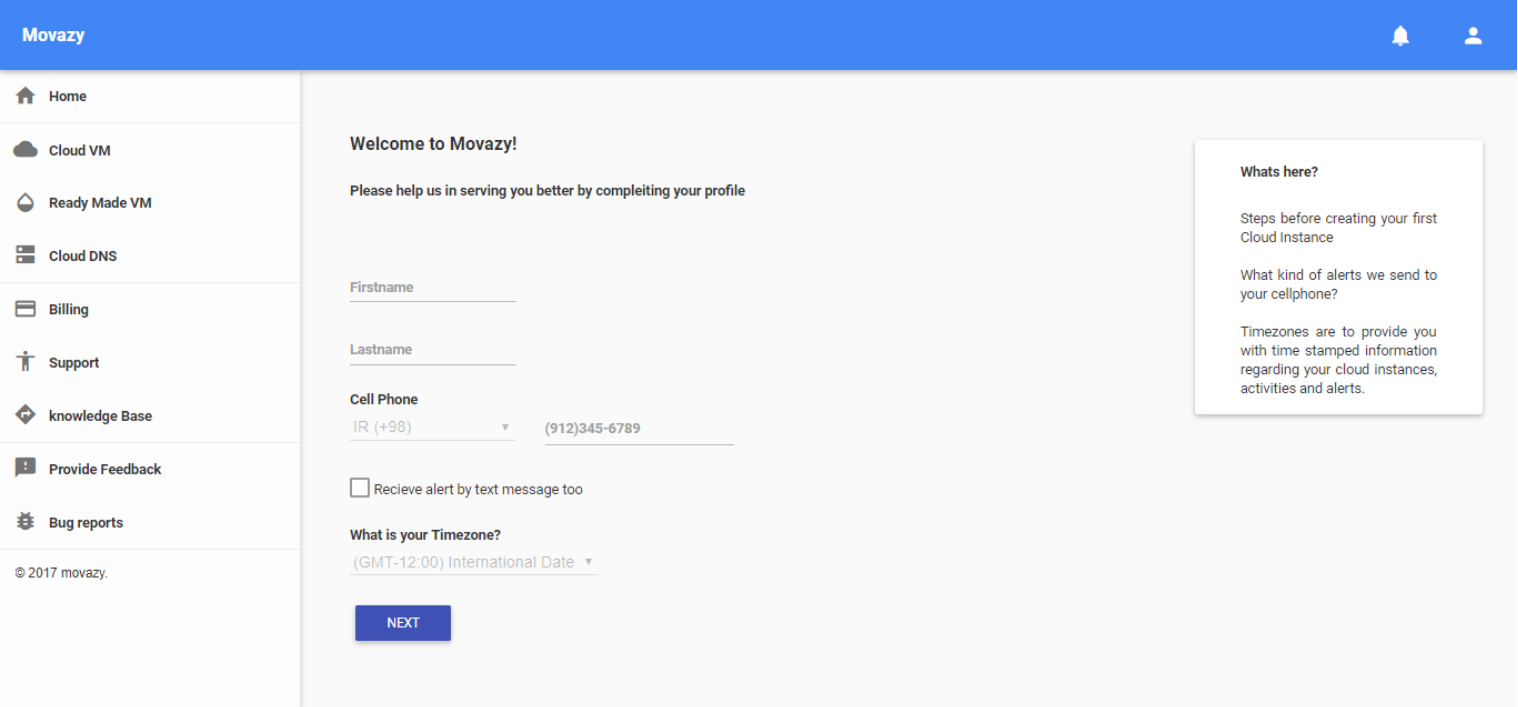 Movazy
Home
Cloud VM
Ready Made VM
Cloud DNS
Billing
Support
knowledge Base
Provide Feedback
Bug reports
© 2017 movazy.
Welcome to Movazy!
Please help us in serving you better by compleiting your profile
Firstname
Lastname
Cell Phone
IR (+98)
(912)345-6789
Recieve alert by text message too
What is your Timezone?
(GMT-12:00) International Date
NEXT
Whats here?
Steps before creating your first
Cloud Instance
What kind of alerts we send to
your cellphone?
Timezones are to provide you
with time stamped information
regarding your cloud instances,
activities and alerts.